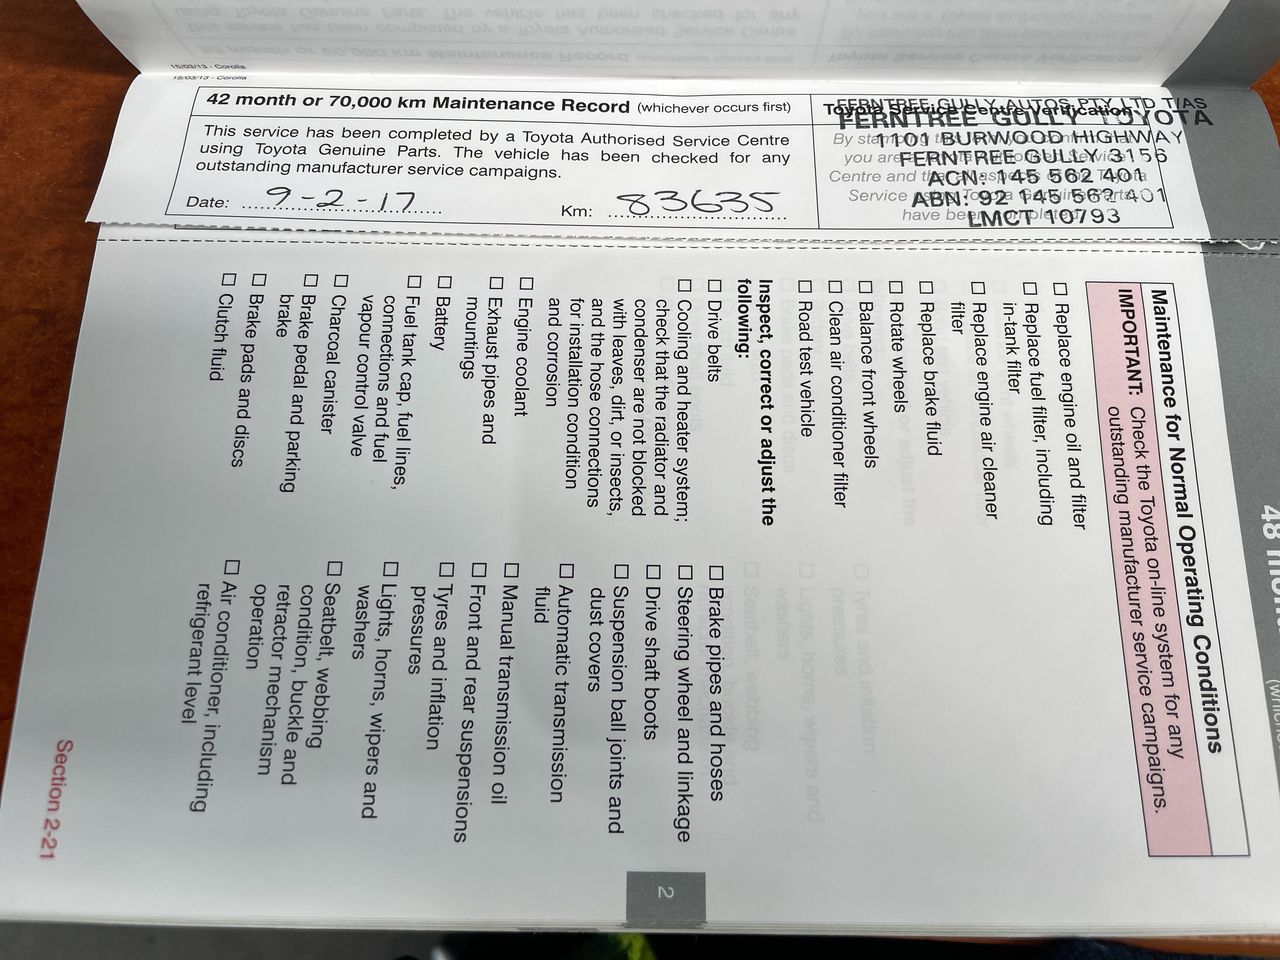 15/03/13 - Corolla
15/03/13 - Corolla
42 month or 70,000 km Maintenance Record (whichever occurs first)
This service has been completed by a Toyota Authorised Service Centre
using Toyota Genuine Parts. The vehicle has been checked for any
outstanding manufacturer service campaigns.
Date: 9-2-17
Km: 83635
Toyota Service Centre Verification
FERNTREE GULLY AUTOS PTY LTD T/AS
FERNTREE GULLY TOYOTA
1101 BURWOOD HIGHWAY
FERNTREE GULLY 3156
ACN: 145 562 401
ABN: 92 145 562 401
LMCT 10793
Maintenance for Normal Operating Conditions
IMPORTANT: Check the Toyota on-line system for any
outstanding manufacturer service campaigns.
Replace engine oil and filter
Replace fuel filter, including
in-tank filter
Replace engine air cleaner
filter
Replace brake fluid
Rotate wheels
Balance front wheels
Clean air conditioner filter
Road test vehicle
Inspect, correct or adjust the
following:
Drive belts
Cooling and heater system;
check that the radiator and
condenser are not blocked
with leaves, dirt, or insects,
and the hose connections
for installation condition
and corrosion
Engine coolant
Exhaust pipes and
mountings
Battery
Fuel tank cap, fuel lines,
connections and fuel
vapour control valve
Charcoal canister
Brake pedal and parking
brake
Brake pads and discs
Clutch fluid
Brake pipes and hoses
Steering wheel and linkage
Drive shaft boots
Suspension ball joints and
dust covers
Automatic transmission
fluid
Manual transmission oil
Front and rear suspensions
Tyres and inflation
pressures
Lights, horns, wipers and
washers
Seatbelt, webbing
condition, buckle and
retractor mechanism
operation
Air conditioner, including
refrigerant level
2
Section 2-21